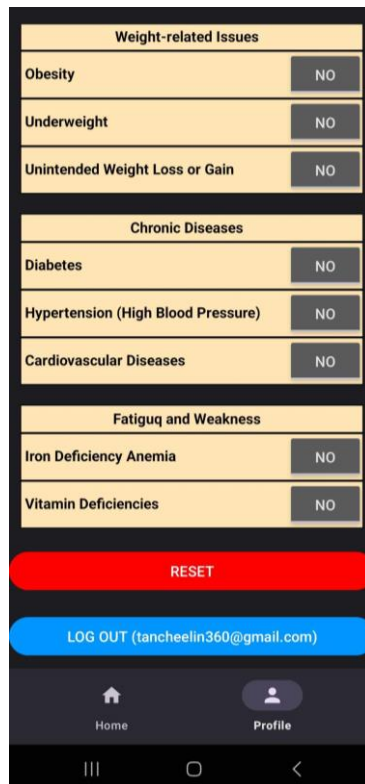 Weight-related Issues
Obesity NO
Underweight NO
Unintended Weight Loss or Gain NO
Chronic Diseases
Diabetes NO
Hypertension (High Blood Pressure) NO
Cardiovascular Diseases NO
Fatiguq and Weakness
Iron Deficiency Anemia NO
Vitamin Deficiencies NO
RESET
LOG OUT (tancheelin360@gmail.com)
Home Profile